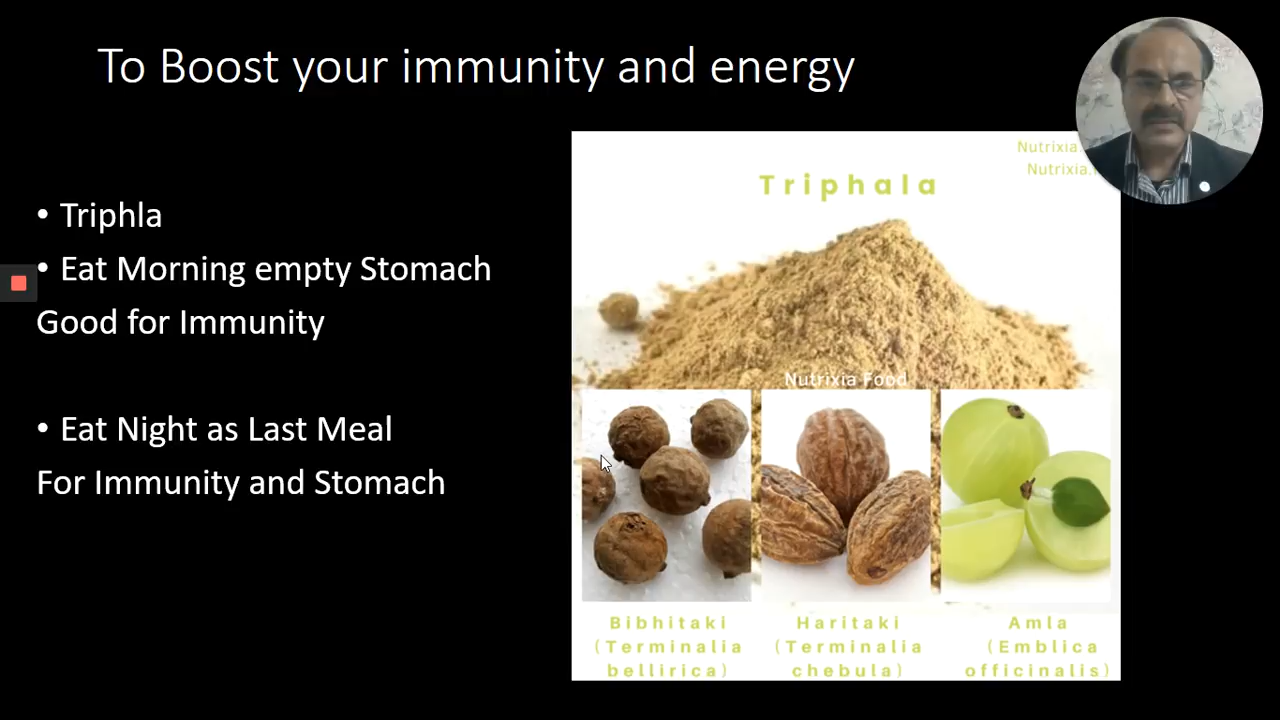 To Boost your immunity and energy
• Triphla
• Eat Morning empty Stomach
Good for Immunity
• Eat Night as Last Meal
For Immunity and Stomach
Nutrixia.
Nutrixia.
Triphala
Nutrixia Food
Bibhitaki
(Terminalia
bellirica)
Haritaki
(Terminalia
chebula)
Amla
(Emblica
officinalis)